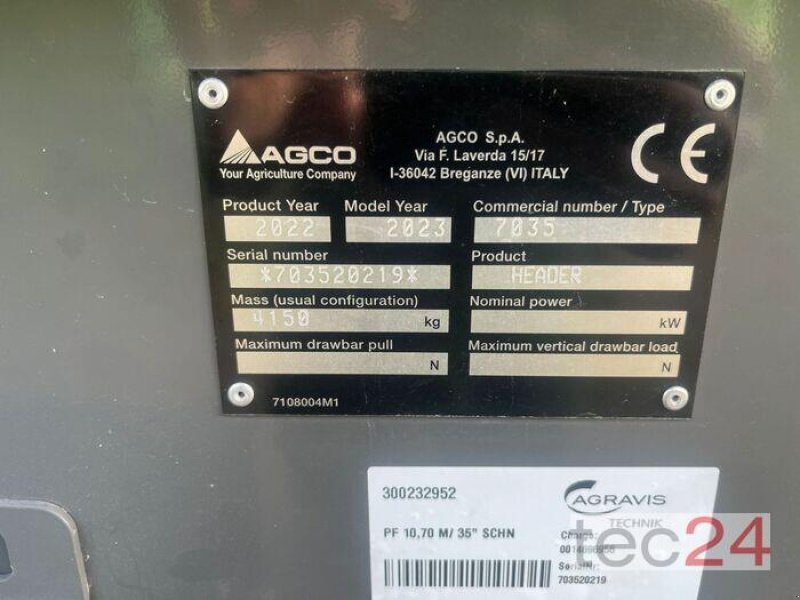 AGCO
Your Agriculture Company
AGCO S.p.A.
Via F. Laverda 15/17
I-36042 Breganze (VI) ITALY
CE
Product Year
2022
Model Year
2023
Commercial number / Type
7035
Serial number
*703520219*
Product
HEADER
Mass (usual configuration)
4150 kg
Nominal power
kW
Maximum drawbar pull
N
Maximum vertical drawbar load
N
7108004M1
300232952
AGRAVIS
TECHNIK
PF 10,70 M/ 35" SCHN
Charge:
SerialNr:
703520219
tec24